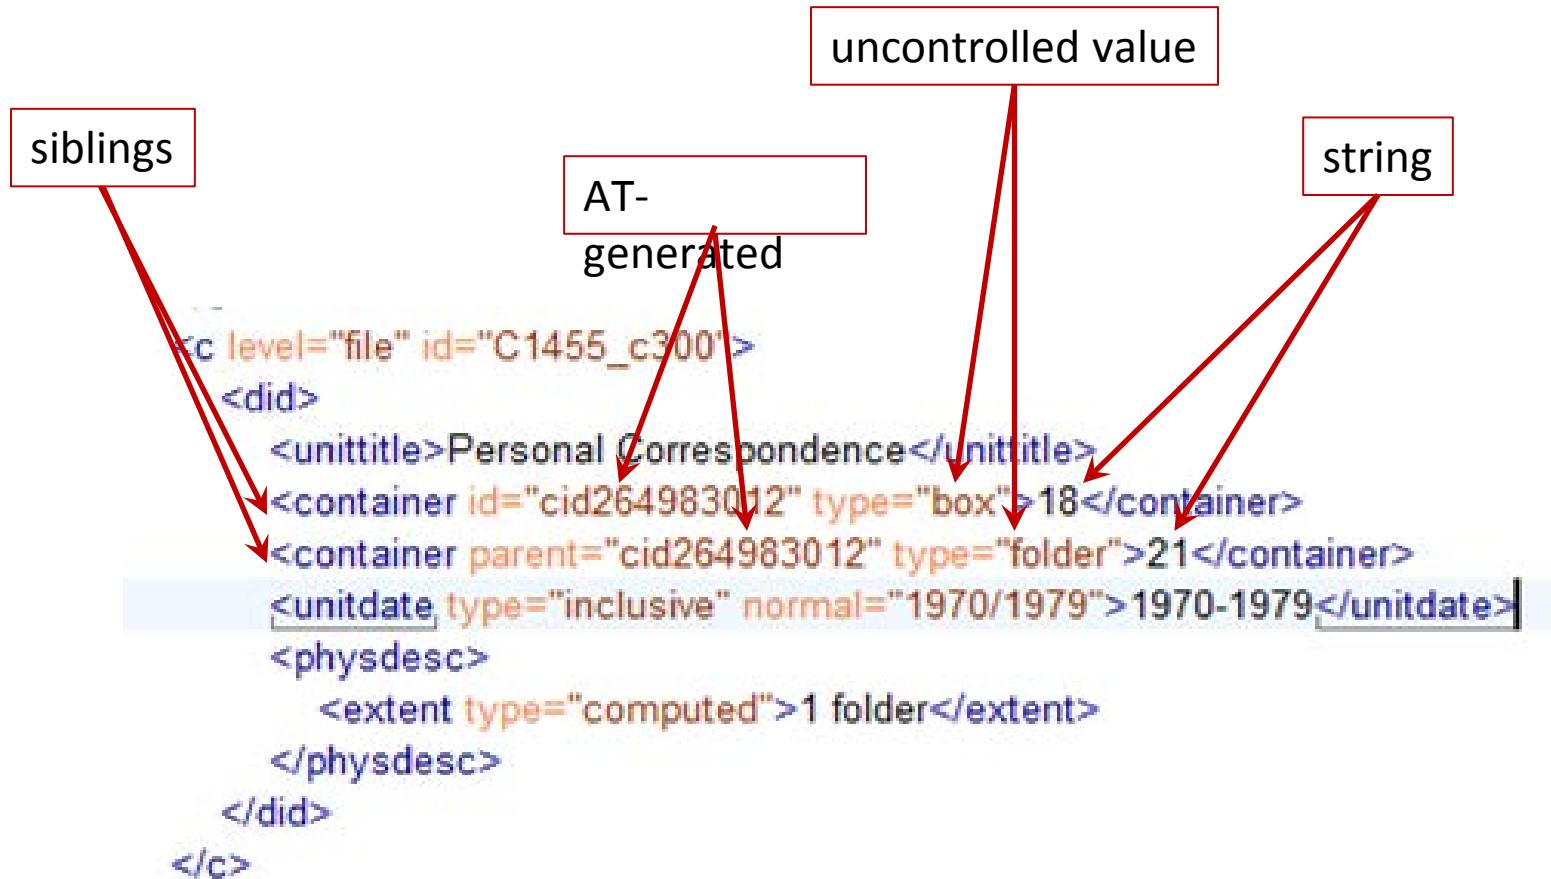 uncontrolled value
siblings
string
AT-
generated
<c level="file" id="C1455_c300">
<did>
<unittitle>Personal Correspondence</unittitle>
<container id="cid264983012" type="box">18</container>
<container parent="cid264983012" type="folder">21</container>
<unitdate type="inclusive" normal="1970/1979">1970-1979</unitdate>
<physdesc>
<extent type="computed">1 folder</extent>
</physdesc>
</did>
</c>